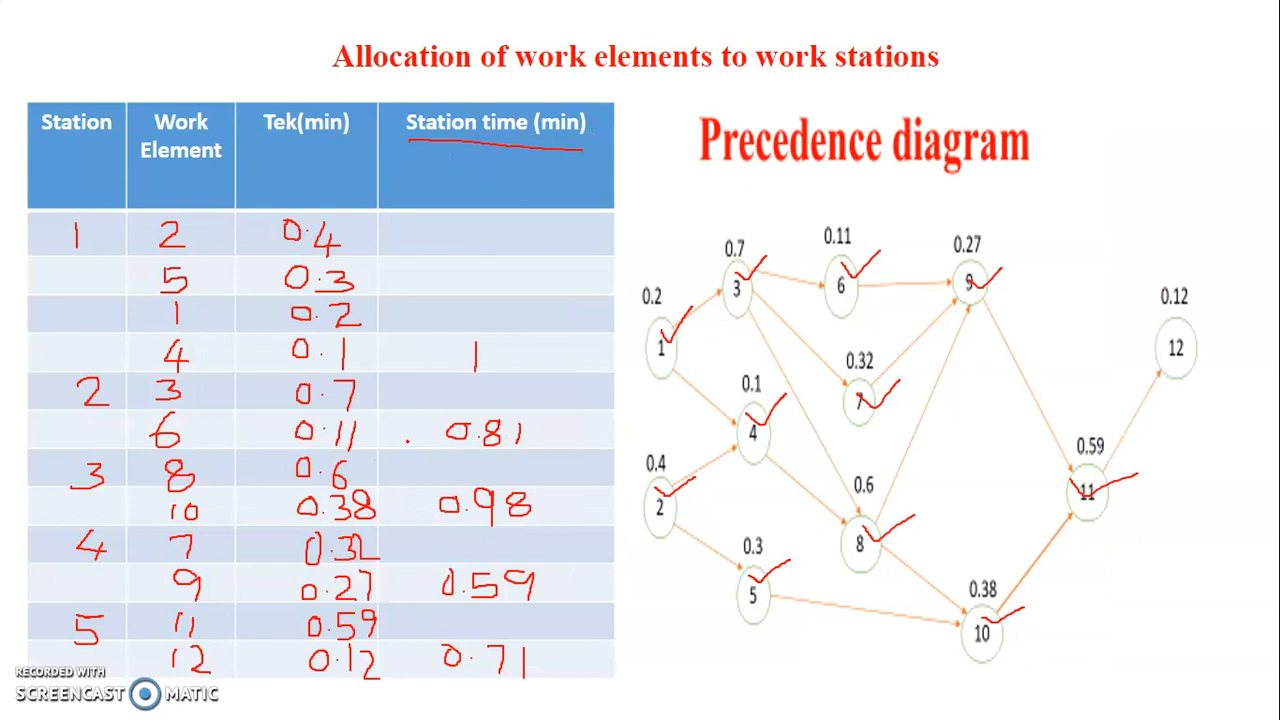 Allocation of work elements to work stations
Station Work Element Tek(min) Station time (min)
1 2 0.4
5 0.3
1 0.2
4 0.1 1
2 3 0.7
6 0.11 . 0.81
3 8 0.6
10 0.38 0.98
4 7 0.32
9 0.27 0.59
5 11 0.59
12 0.12 0.71
Precedence diagram
0.11
0.27
0.7
6
9
3
0.2
0.12
1
12
0.32
0.1
7
4
0.59
0.4
0.6
11
2
8
0.3
0.38
5
10
RECORDED WITH
SCREENCAST MATIC